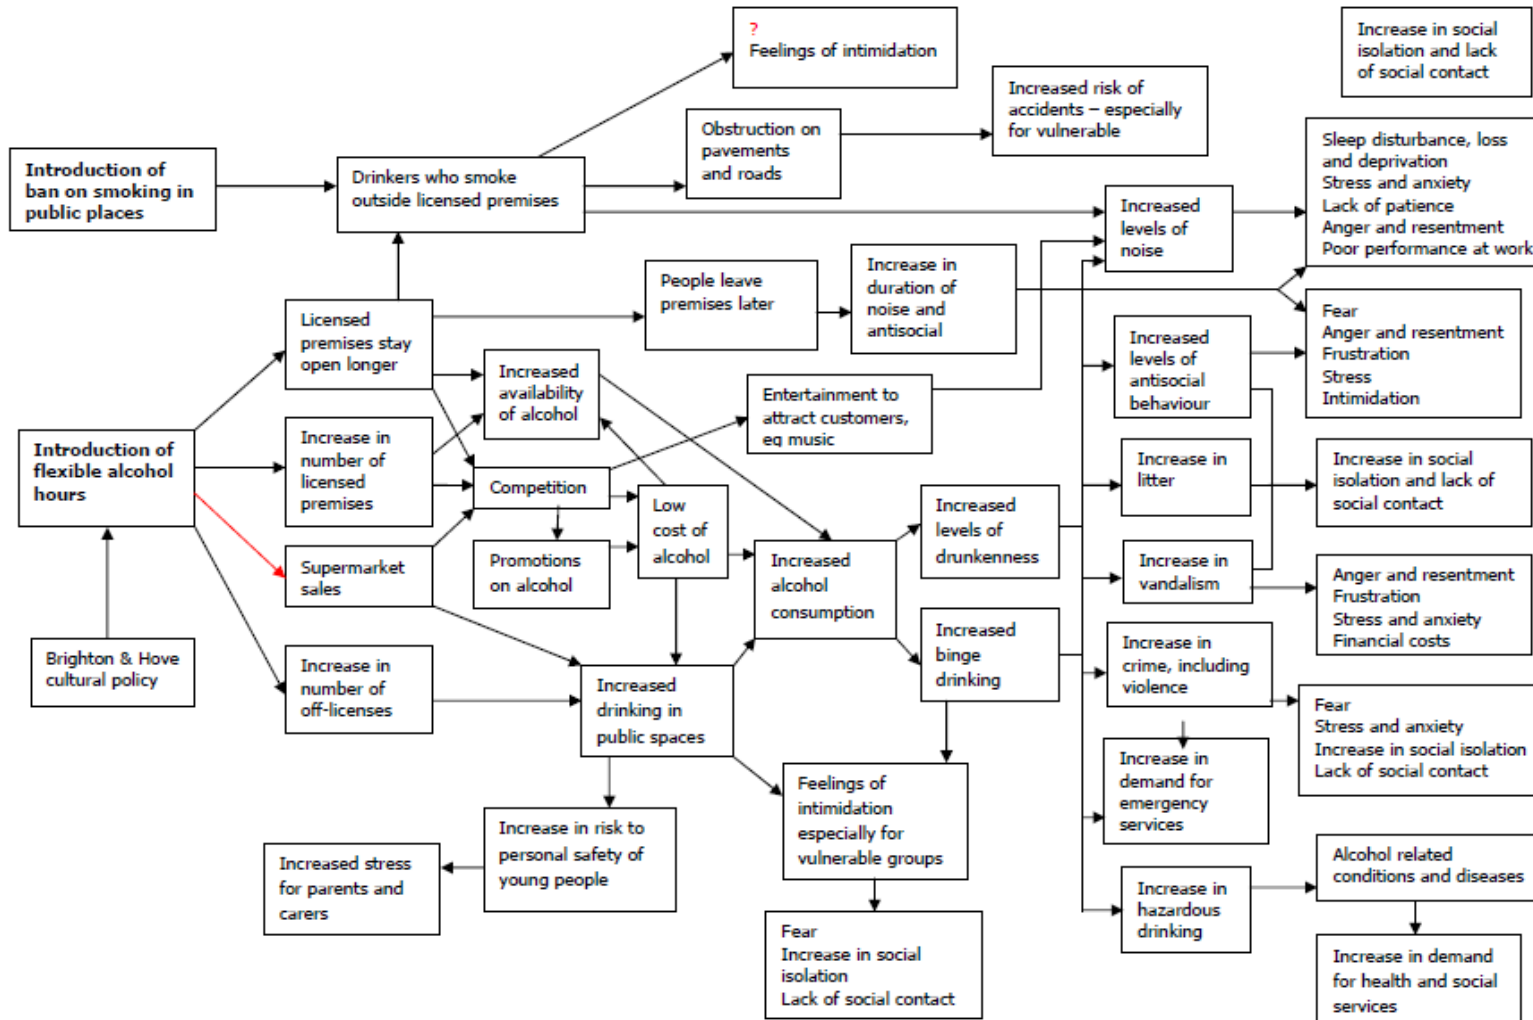 ?
Feelings of intimidation
Increase in social
isolation and lack
of social contact
Increased risk of
accidents – especially
for vulnerable
Obstruction on
pavements
and roads
Introduction of
ban on smoking in
public places
Drinkers who smoke
outside licensed premises
Sleep disturbance, loss
and deprivation
Stress and anxiety
Lack of patience
Anger and resentment
Poor performance at work
Increased
levels of
noise
People leave
premises later
Increase in
duration of
noise and
antisocial
Licensed
premises stay
open longer
Fear
Anger and resentment
Frustration
Stress
Intimidation
Increased
levels of
antisocial
behaviour
Increased
availability
of alcohol
Entertainment to
attract customers,
eg music
Introduction of
flexible alcohol
hours
Increase in
number of
licensed
premises
Competition
Low
cost of
alcohol
Increased
levels of
drunkenness
Increase in
litter
Increase in social
isolation and lack of
social contact
Supermarket
sales
Promotions
on alcohol
Increased
alcohol
consumption
Increase in
vandalism
Anger and resentment
Frustration
Stress and anxiety
Financial costs
Brighton & Hove
cultural policy
Increase in
number of
off-licenses
Increased
drinking in
public spaces
Increased
binge
drinking
Increase in
crime, including
violence
Fear
Stress and anxiety
Increase in social isolation
Lack of social contact
Increase in
demand for
emergency
services
Feelings of
intimidation
especially for
vulnerable groups
Increase in risk to
personal safety of
young people
Increased stress
for parents and
carers
Increase in
hazardous
drinking
Alcohol related
conditions and diseases
Fear
Increase in social
isolation
Lack of social contact
Increase in demand
for health and social
services